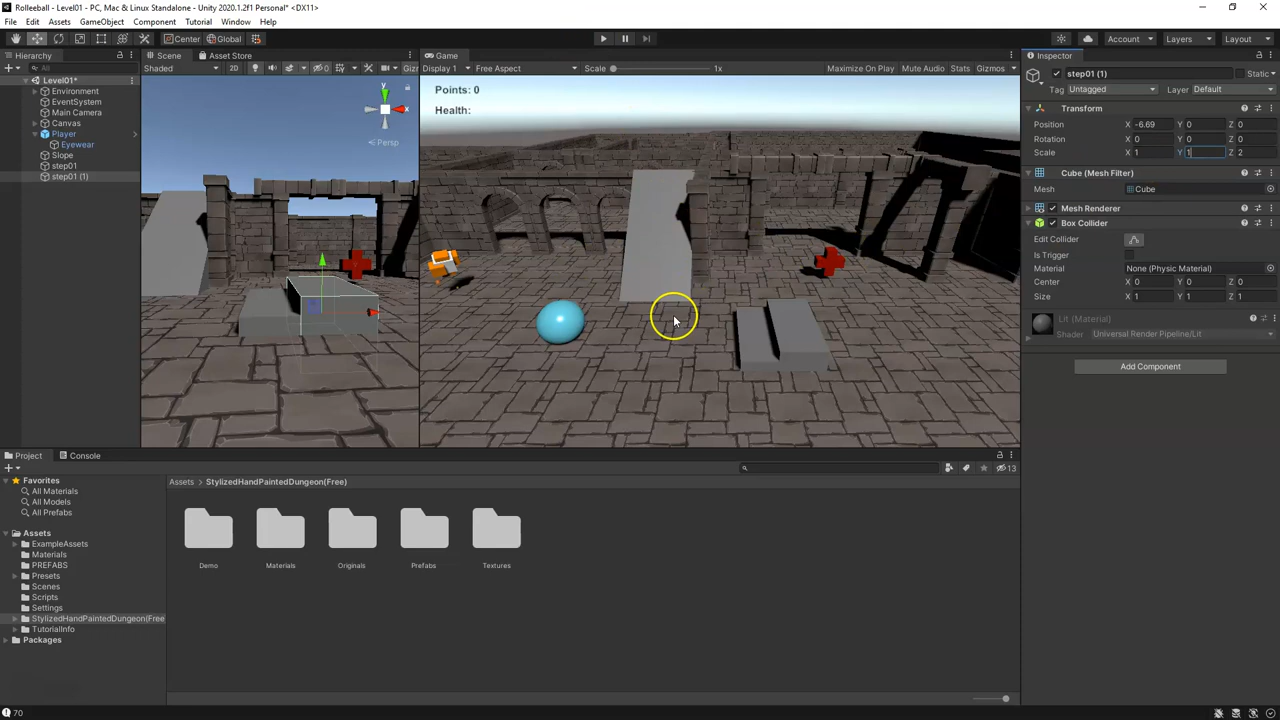 Rolleeball - Level01 - PC, Mac & Linux Standalone - Unity 2020.1.2f1 Personal* <DX11>
File Edit Assets GameObject Component Tutorial Window Help
Center Global Account Layers Layout
Hierarchy Scene Asset Store Game Inspector
All Shaded 2D 0 Giz Display 1 Free Aspect Scale 1x Maximize On Play Mute Audio Stats Gizmos step01 (1) Static
Level01*
Environment
EventSystem
Main Camera
Canvas
Player
Eyewear
Slope
step01
step01 (1)
y
x
Persp
Points: 0
Health:
Tag Untagged Layer Default
Transform
Position X -6.69 Y 0 Z 0
Rotation X 0 Y 0 Z 0
Scale X 1 Y 1 Z 2
Cube (Mesh Filter)
Mesh Cube
Mesh Renderer
Box Collider
Edit Collider
Is Trigger
Material None (Physic Material)
Center X 0 Y 0 Z 0
Size X 1 Y 1 Z 1
Lit (Material)
Shader Universal Render Pipeline/Lit
Add Component
Project Console
13
Favorites
All Materials
All Models
All Prefabs
Assets
ExampleAssets
Materials
PREFABS
Presets
Scenes
Scripts
Settings
StylizedHandPaintedDungeon(Free)
TutorialInfo
Packages
Assets > StylizedHandPaintedDungeon(Free)
Demo Materials Originals Prefabs Textures
70